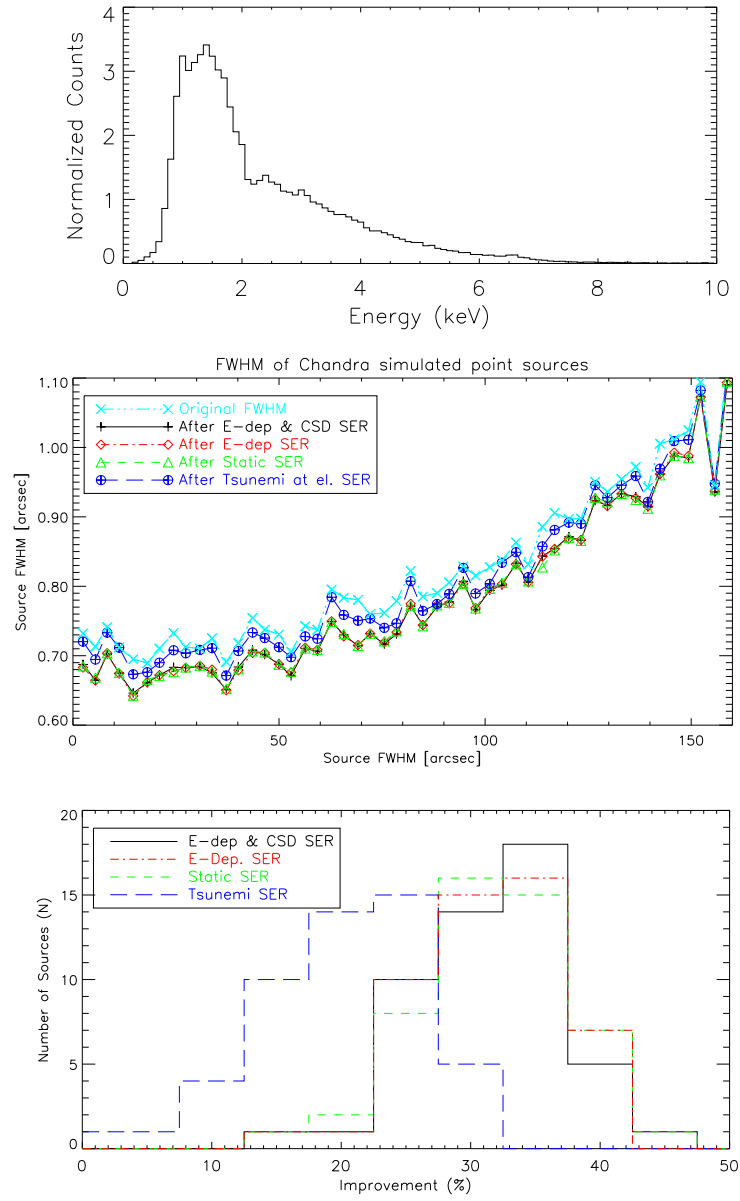 4
3
2
1
0
Normalized Counts
0 2 4 6 8 10
Energy (keV)
FWHM of Chandra simulated point sources
1.10
1.00
0.90
0.80
0.70
0.60
Source FWHM [arcsec]
Original FWHM
After E-dep & CSD SER
After E-dep SER
After Static SER
After Tsunemi at el. SER
0 50 100 150
Source FWHM [arcsec]
20
15
10
5
0
Number of Sources (N)
E-dep & CSD SER
E-Dep. SER
Static SER
Tsunemi SER
0 10 20 30 40 50
Improvement (%)